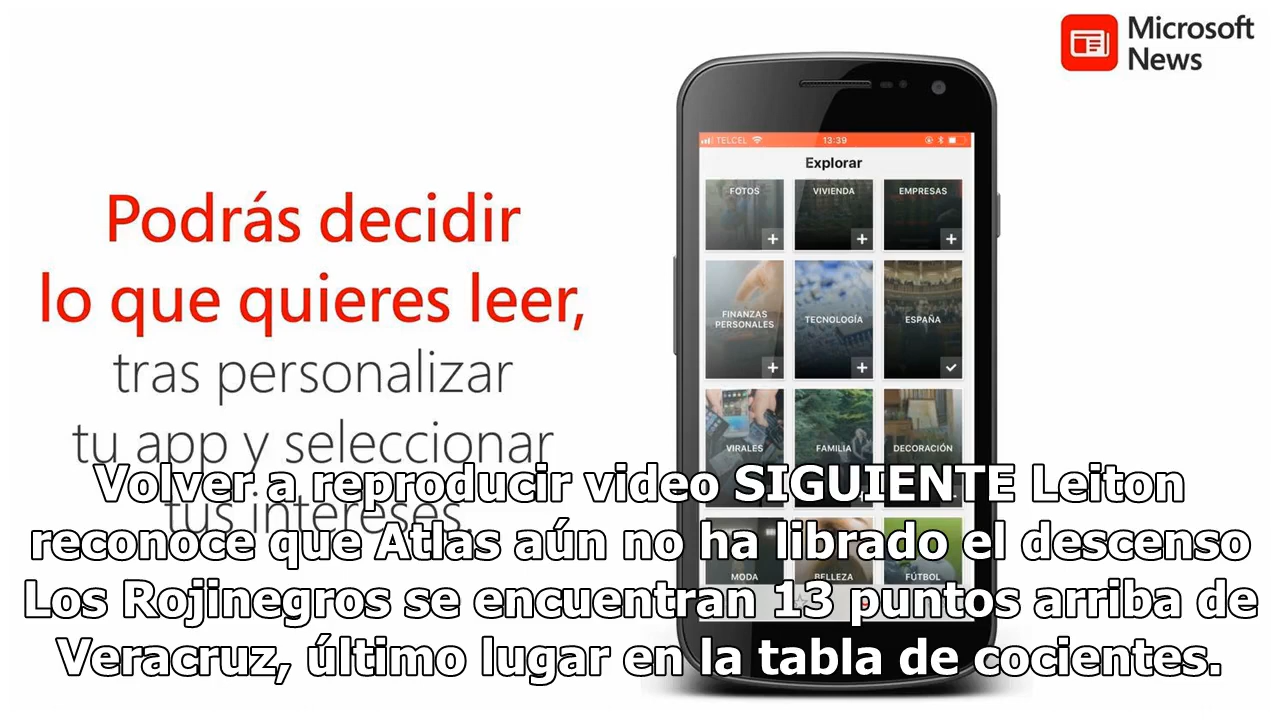 Microsoft
News
Podrás decidir
lo que quieres leer,
tras personalizar
tu app y seleccionar
tus intereses.
TELCEL 13:39
Explorar
FOTOS VIVIENDA EMPRESAS
FINANZAS
PERSONALES TECNOLOGÍA ESPAÑA
VIRALES FAMILIA DECORACIÓN
MODA BELLEZA FÚTBOL
Volver a reproducir video SIGUIENTE Leiton
reconoce que Atlas aún no ha librado el descenso
Los Rojinegros se encuentran 13 puntos arriba de
Veracruz, último lugar en la tabla de cocientes.